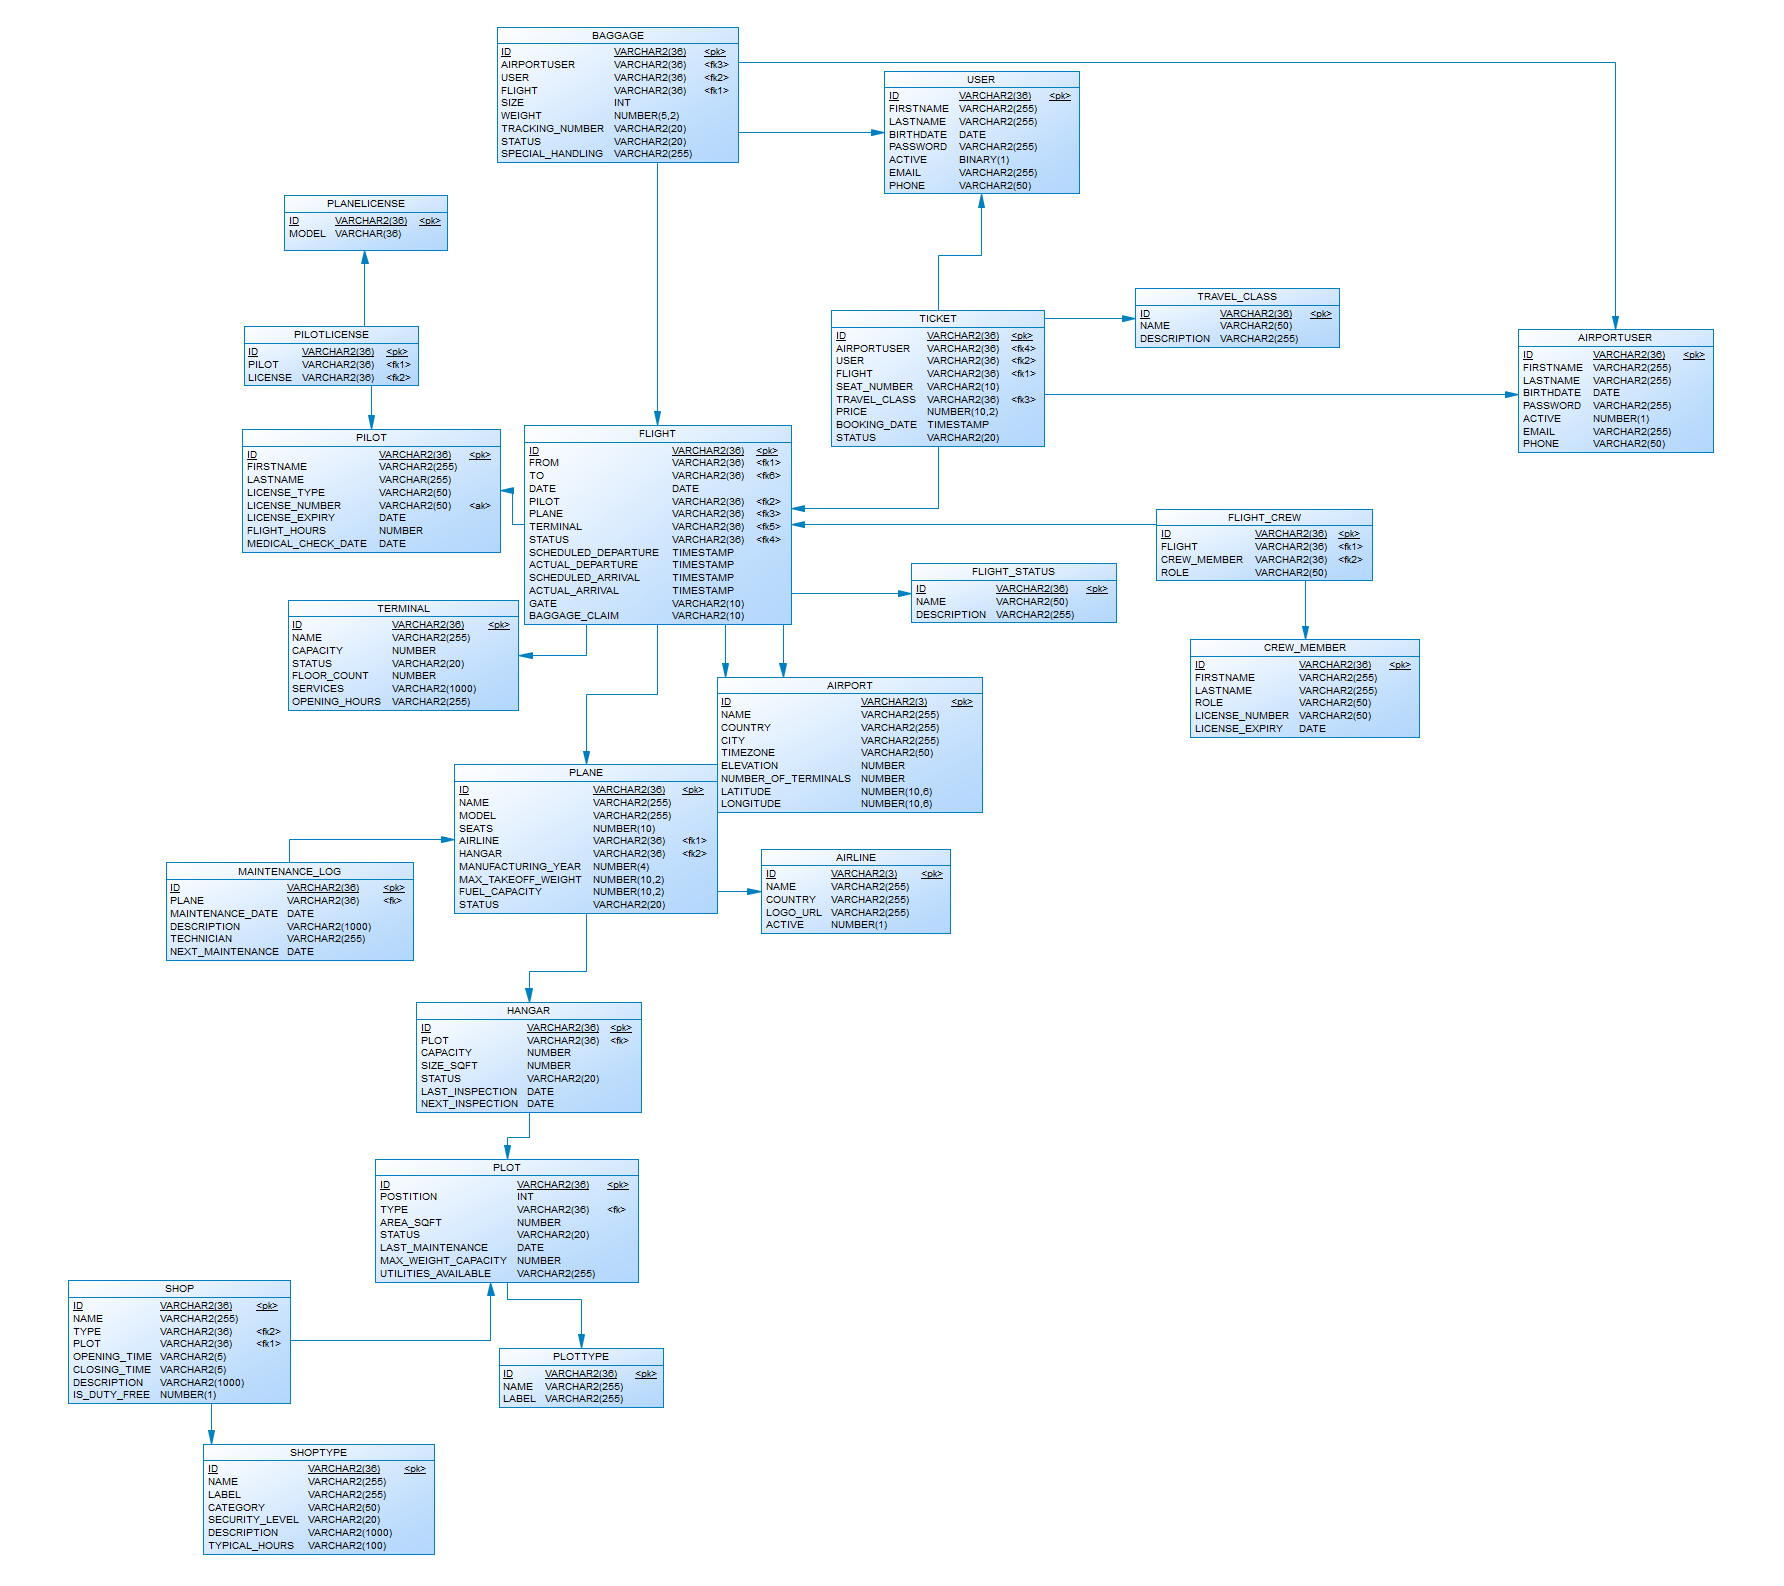 BAGGAGE
ID VARCHAR2(36) <pk>
AIRPORTUSER VARCHAR2(36) <fk3>
USER VARCHAR2(36) <fk2>
FLIGHT VARCHAR2(36) <fk1>
SIZE INT
WEIGHT NUMBER(5,2)
TRACKING_NUMBER VARCHAR2(20)
STATUS VARCHAR2(20)
SPECIAL_HANDLING VARCHAR2(255)
USER
ID VARCHAR2(36) <pk>
FIRSTNAME VARCHAR2(255)
LASTNAME VARCHAR2(255)
BIRTHDATE DATE
PASSWORD VARCHAR2(255)
ACTIVE BINARY(1)
EMAIL VARCHAR2(255)
PHONE VARCHAR2(50)
PLANELICENSE
ID VARCHAR2(36) <pk>
MODEL VARCHAR(36)
TRAVEL_CLASS
ID VARCHAR2(36) <pk>
NAME VARCHAR2(50)
DESCRIPTION VARCHAR2(255)
TICKET
ID VARCHAR2(36) <pk>
AIRPORTUSER VARCHAR2(36) <fk4>
USER VARCHAR2(36) <fk2>
FLIGHT VARCHAR2(36) <fk1>
SEAT_NUMBER VARCHAR2(10)
TRAVEL_CLASS VARCHAR2(36) <fk3>
PRICE NUMBER(10,2)
BOOKING_DATE TIMESTAMP
STATUS VARCHAR2(20)
PILOTLICENSE
ID VARCHAR2(36) <pk>
PILOT VARCHAR2(36) <fk1>
LICENSE VARCHAR2(36) <fk2>
AIRPORTUSER
ID VARCHAR2(36) <pk>
FIRSTNAME VARCHAR2(255)
LASTNAME VARCHAR2(255)
BIRTHDATE DATE
PASSWORD VARCHAR2(255)
ACTIVE NUMBER(1)
EMAIL VARCHAR2(255)
PHONE VARCHAR2(50)
PILOT
ID VARCHAR2(36) <pk>
FIRSTNAME VARCHAR2(255)
LASTNAME VARCHAR(255)
LICENSE_TYPE VARCHAR2(50)
LICENSE_NUMBER VARCHAR2(50) <ak>
LICENSE_EXPIRY DATE
FLIGHT_HOURS NUMBER
MEDICAL_CHECK_DATE DATE
FLIGHT
ID VARCHAR2(36) <pk>
FROM VARCHAR2(36) <fk1>
TO VARCHAR2(36) <fk6>
DATE DATE
PILOT VARCHAR2(36) <fk2>
PLANE VARCHAR2(36) <fk3>
TERMINAL VARCHAR2(36) <fk5>
STATUS VARCHAR2(36) <fk4>
SCHEDULED_DEPARTURE TIMESTAMP
ACTUAL_DEPARTURE TIMESTAMP
SCHEDULED_ARRIVAL TIMESTAMP
ACTUAL_ARRIVAL TIMESTAMP
GATE VARCHAR2(10)
BAGGAGE_CLAIM VARCHAR2(10)
FLIGHT_CREW
ID VARCHAR2(36) <pk>
FLIGHT VARCHAR2(36) <fk1>
CREW_MEMBER VARCHAR2(36) <fk2>
ROLE VARCHAR2(50)
FLIGHT_STATUS
ID VARCHAR2(36) <pk>
NAME VARCHAR2(50)
DESCRIPTION VARCHAR2(255)
TERMINAL
ID VARCHAR2(36) <pk>
NAME VARCHAR2(255)
CAPACITY NUMBER
STATUS VARCHAR2(20)
FLOOR_COUNT NUMBER
SERVICES VARCHAR2(1000)
OPENING_HOURS VARCHAR2(255)
CREW_MEMBER
ID VARCHAR2(36) <pk>
FIRSTNAME VARCHAR2(255)
LASTNAME VARCHAR2(255)
ROLE VARCHAR2(50)
LICENSE_NUMBER VARCHAR2(50)
LICENSE_EXPIRY DATE
AIRPORT
ID VARCHAR2(3) <pk>
NAME VARCHAR2(255)
COUNTRY VARCHAR2(255)
CITY VARCHAR2(255)
TIMEZONE VARCHAR2(50)
ELEVATION NUMBER
NUMBER_OF_TERMINALS NUMBER
LATITUDE NUMBER(10,6)
LONGITUDE NUMBER(10,6)
PLANE
ID VARCHAR2(36) <pk>
NAME VARCHAR2(255)
MODEL VARCHAR2(255)
SEATS NUMBER(10)
AIRLINE VARCHAR2(36) <fk1>
HANGAR VARCHAR2(36) <fk2>
MANUFACTURING_YEAR NUMBER(4)
MAX_TAKEOFF_WEIGHT NUMBER(10,2)
FUEL_CAPACITY NUMBER(10,2)
STATUS VARCHAR2(20)
AIRLINE
ID VARCHAR2(3) <pk>
NAME VARCHAR2(255)
COUNTRY VARCHAR2(255)
LOGO_URL VARCHAR2(255)
ACTIVE NUMBER(1)
MAINTENANCE_LOG
ID VARCHAR2(36) <pk>
PLANE VARCHAR2(36) <fk>
MAINTENANCE_DATE DATE
DESCRIPTION VARCHAR2(1000)
TECHNICIAN VARCHAR2(255)
NEXT_MAINTENANCE DATE
HANGAR
ID VARCHAR2(36) <pk>
PLOT VARCHAR2(36) <fk>
CAPACITY NUMBER
SIZE_SQFT NUMBER
STATUS VARCHAR2(20)
LAST_INSPECTION DATE
NEXT_INSPECTION DATE
PLOT
ID VARCHAR2(36) <pk>
POSTITION INT
TYPE VARCHAR2(36) <fk>
AREA_SQFT NUMBER
STATUS VARCHAR2(20)
LAST_MAINTENANCE DATE
MAX_WEIGHT_CAPACITY NUMBER
UTILITIES_AVAILABLE VARCHAR2(255)
SHOP
ID VARCHAR2(36) <pk>
NAME VARCHAR2(255)
TYPE VARCHAR2(36) <fk2>
PLOT VARCHAR2(36) <fk1>
OPENING_TIME VARCHAR2(5)
CLOSING_TIME VARCHAR2(5)
DESCRIPTION VARCHAR2(1000)
IS_DUTY_FREE NUMBER(1)
PLOTTYPE
ID VARCHAR2(36) <pk>
NAME VARCHAR2(255)
LABEL VARCHAR2(255)
SHOPTYPE
ID VARCHAR2(36) <pk>
NAME VARCHAR2(255)
LABEL VARCHAR2(255)
CATEGORY VARCHAR2(50)
SECURITY_LEVEL VARCHAR2(20)
DESCRIPTION VARCHAR2(1000)
TYPICAL_HOURS VARCHAR2(100)